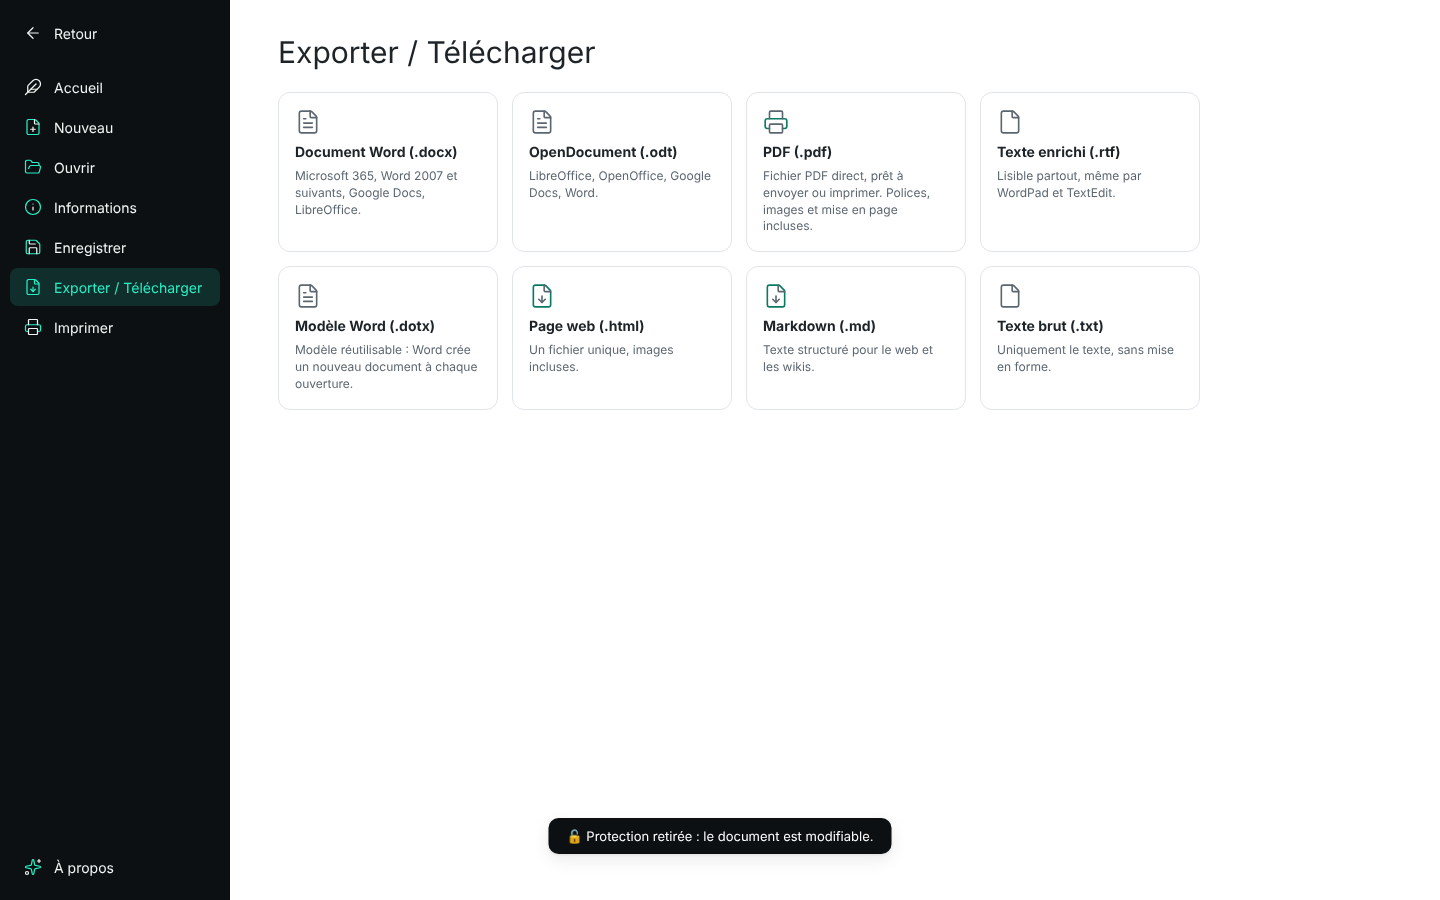 Retour
Accueil
Nouveau
Ouvrir
Informations
Enregistrer
Exporter / Télécharger
Imprimer
À propos
Exporter / Télécharger
Document Word (.docx)
Microsoft 365, Word 2007 et
suivants, Google Docs,
LibreOffice.
OpenDocument (.odt)
LibreOffice, OpenOffice, Google
Docs, Word.
PDF (.pdf)
Fichier PDF direct, prêt à
envoyer ou imprimer. Polices,
images et mise en page
incluses.
Texte enrichi (.rtf)
Lisible partout, même par
WordPad et TextEdit.
Modèle Word (.dotx)
Modèle réutilisable : Word crée
un nouveau document à chaque
ouverture.
Page web (.html)
Un fichier unique, images
incluses.
Markdown (.md)
Texte structuré pour le web et
les wikis.
Texte brut (.txt)
Uniquement le texte, sans mise
en forme.
🔓 Protection retirée : le document est modifiable.